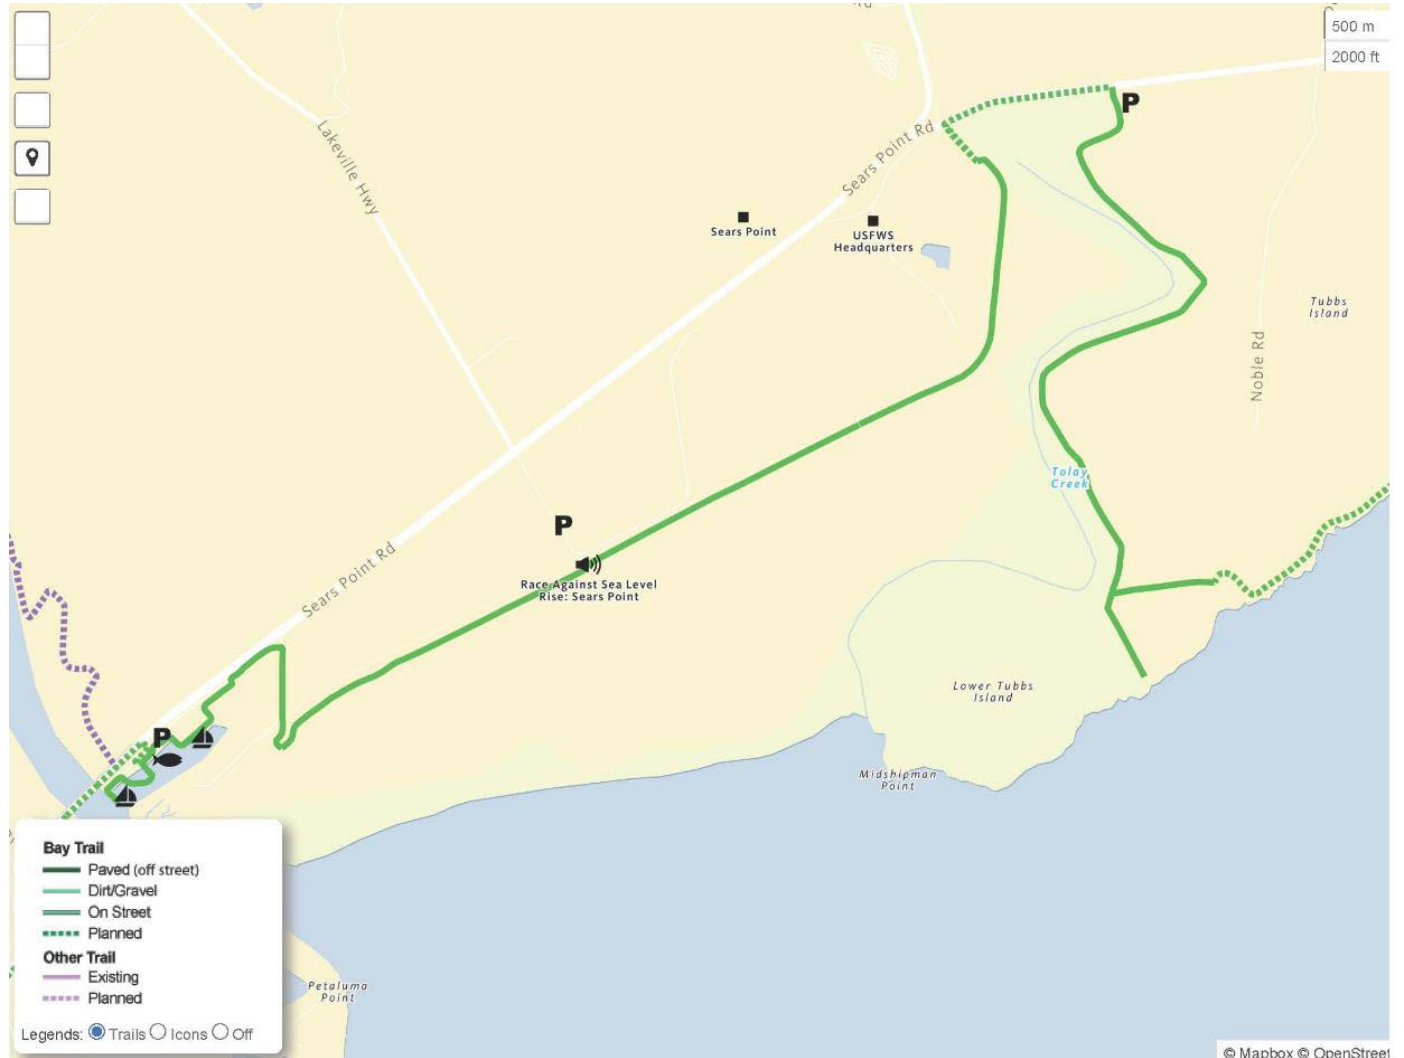 500 m
2000 ft
Lakeville Hwy
Sears Point Rd
P
Sears Point
USFWS
Headquarters
Tubbs
Island
Noble Rd
Tolay
Creek
P
Race Against Sea Level
Rise: Sears Point
Sears Point Rd
Lower Tubbs
Island
P
Midshipman
Point
Bay Trail
Paved (off street)
Dirt/Gravel
On Street
Planned
Other Trail
Existing
Planned
Petaluma
Point
Legends: Trails Icons Off
© Mapbox © OpenStreet